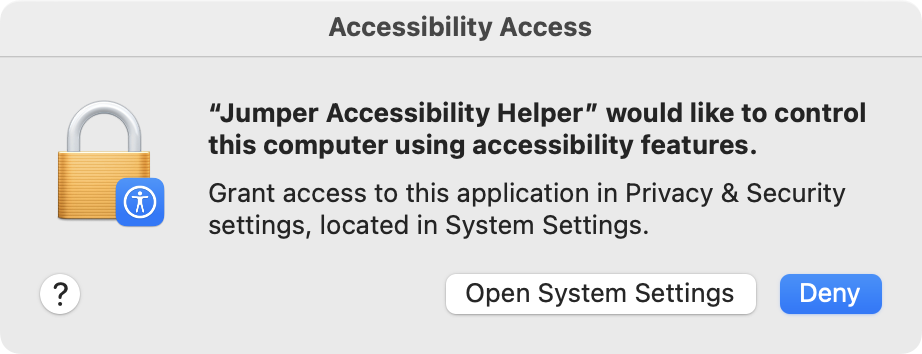 Accessibility Access
“Jumper Accessibility Helper” would like to control
this computer using accessibility features.
Grant access to this application in Privacy & Security
settings, located in System Settings.
?
Open System Settings
Deny